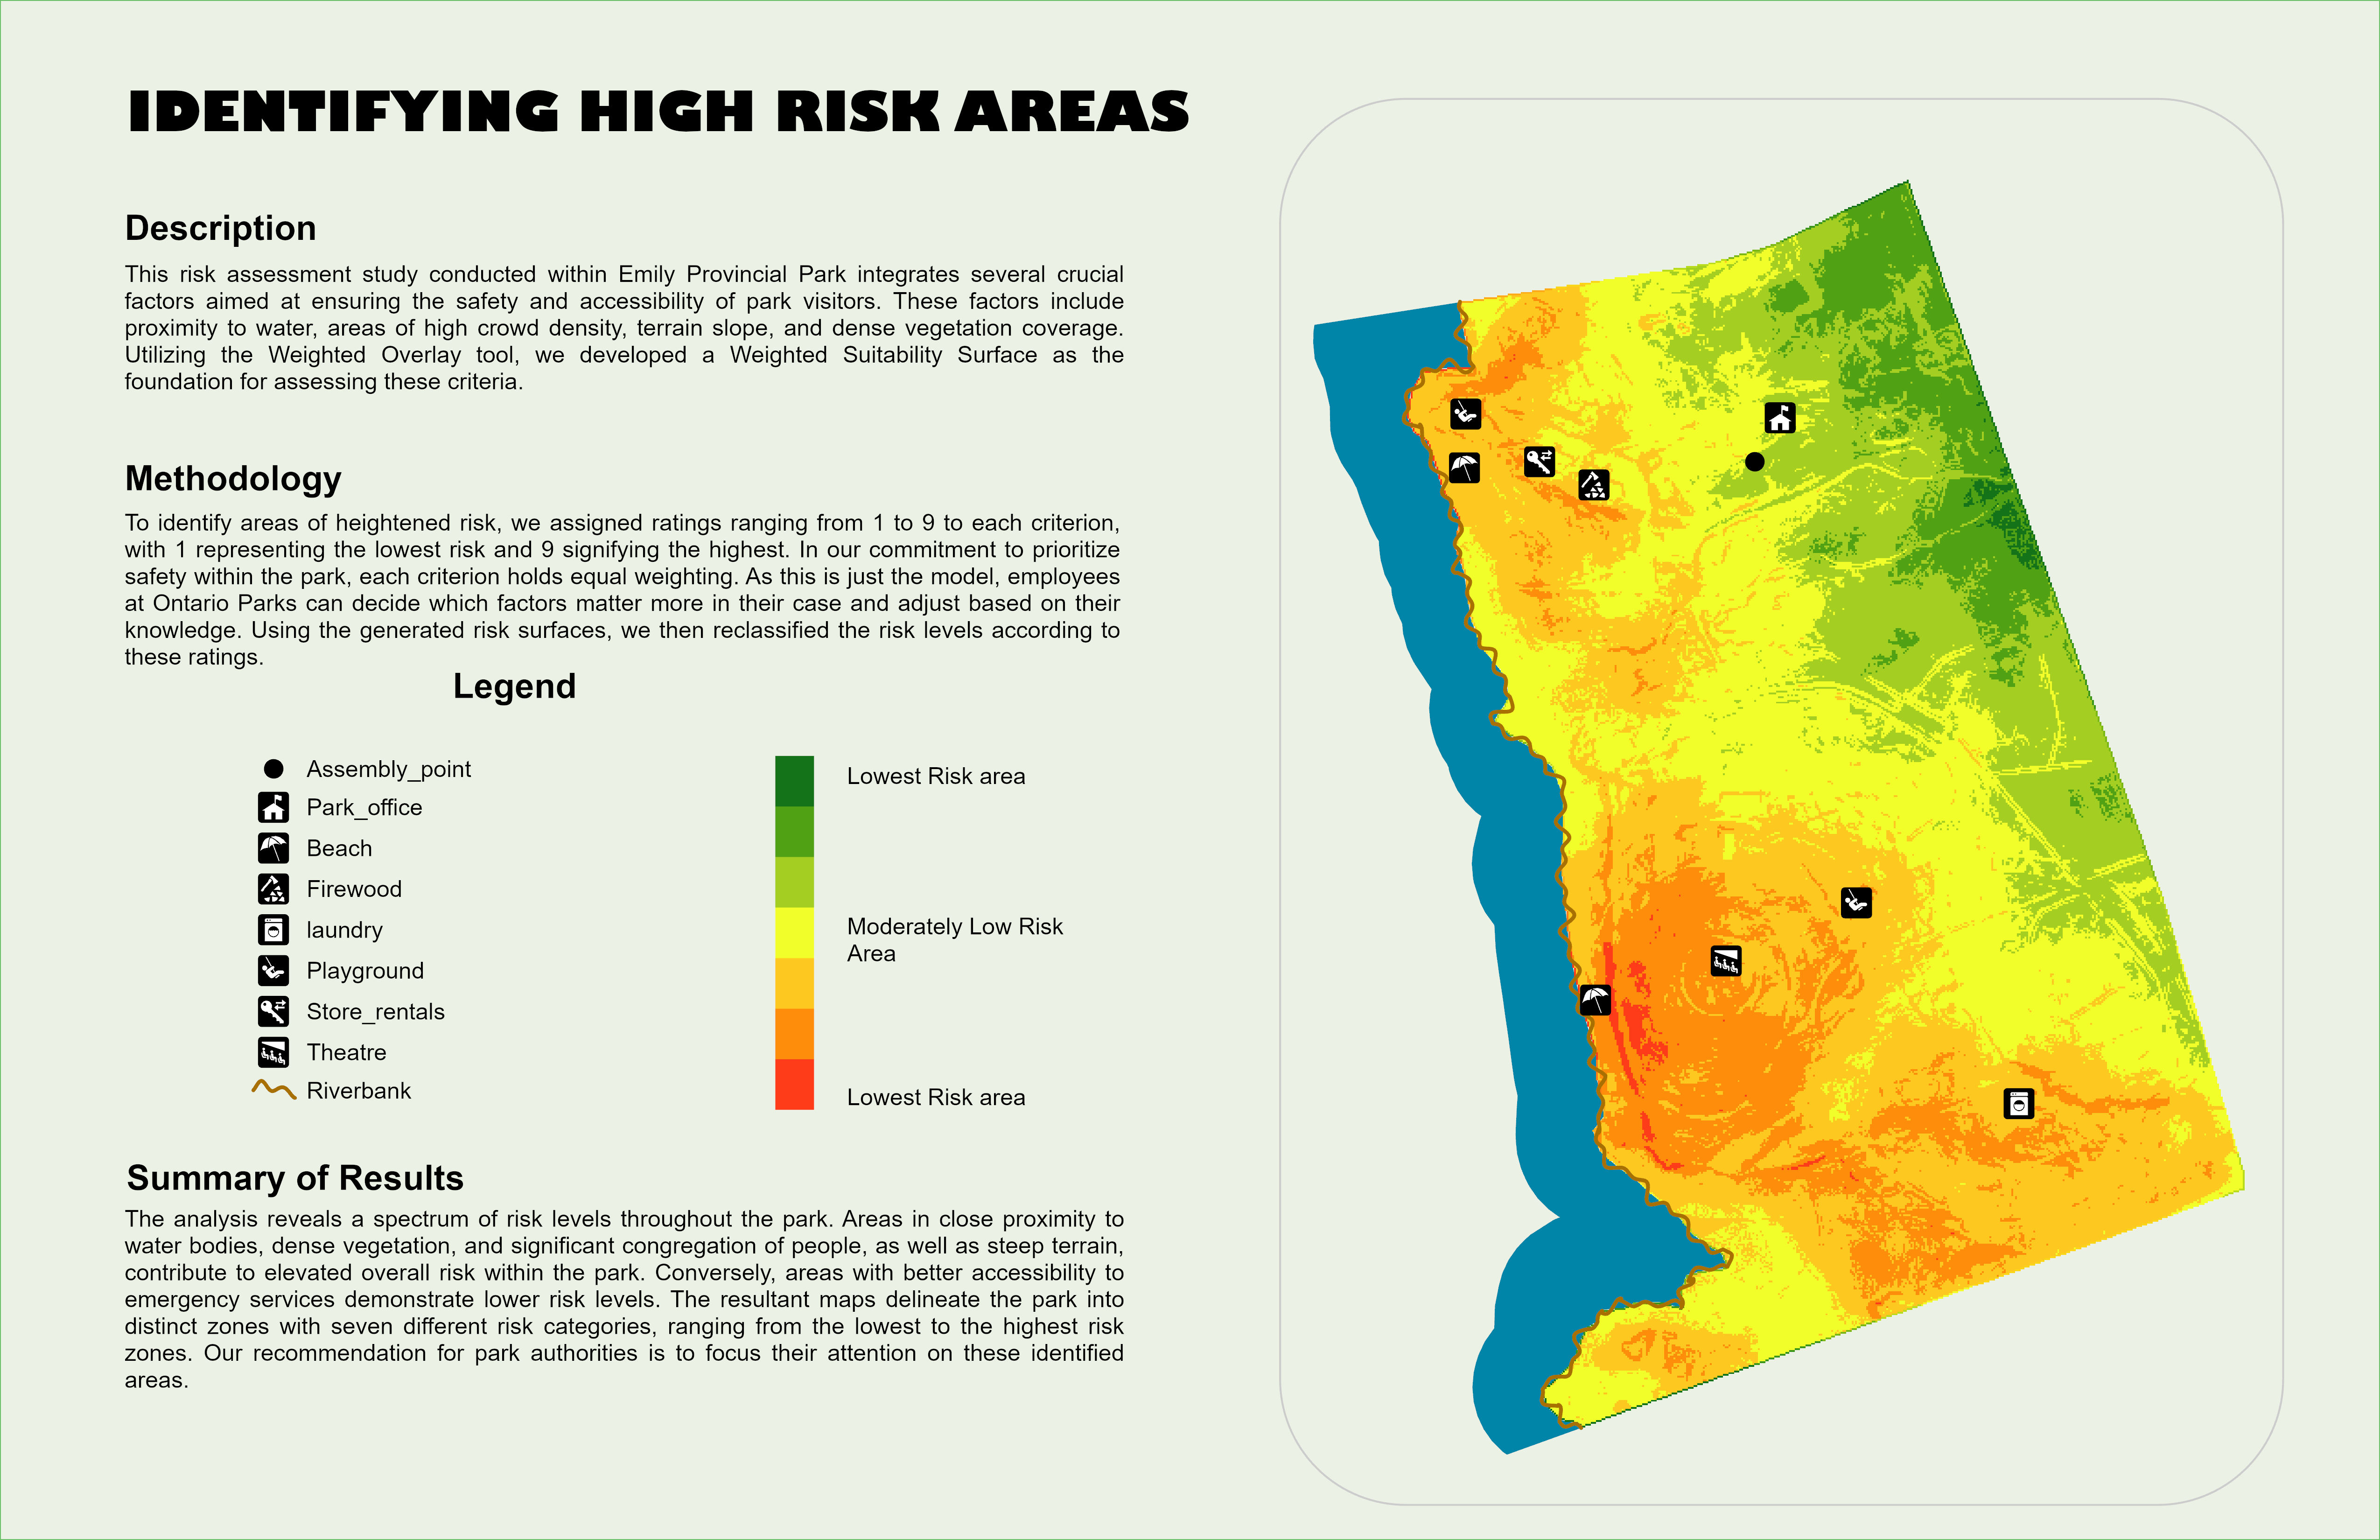 IDENTIFYING HIGH RISK AREAS
Description
This risk assessment study conducted within Emily Provincial Park integrates several crucial
factors aimed at ensuring the safety and accessibility of park visitors. These factors include
proximity to water, areas of high crowd density, terrain slope, and dense vegetation coverage.
Utilizing the Weighted Overlay tool, we developed a Weighted Suitability Surface as the
foundation for assessing these criteria.
Methodology
To identify areas of heightened risk, we assigned ratings ranging from 1 to 9 to each criterion,
with 1 representing the lowest risk and 9 signifying the highest. In our commitment to prioritize
safety within the park, each criterion holds equal weighting. As this is just the model, employees
at Ontario Parks can decide which factors matter more in their case and adjust based on their
knowledge. Using the generated risk surfaces, we then reclassified the risk levels according to
these ratings.
Legend
Assembly_point
Park_office
Beach
Firewood
laundry
Playground
Store_rentals
Theatre
Riverbank
Lowest Risk area
Moderately Low Risk
Area
Lowest Risk area
Summary of Results
The analysis reveals a spectrum of risk levels throughout the park. Areas in close proximity to
water bodies, dense vegetation, and significant congregation of people, as well as steep terrain,
contribute to elevated overall risk within the park. Conversely, areas with better accessibility to
emergency services demonstrate lower risk levels. The resultant maps delineate the park into
distinct zones with seven different risk categories, ranging from the lowest to the highest risk
zones. Our recommendation for park authorities is to focus their attention on these identified
areas.